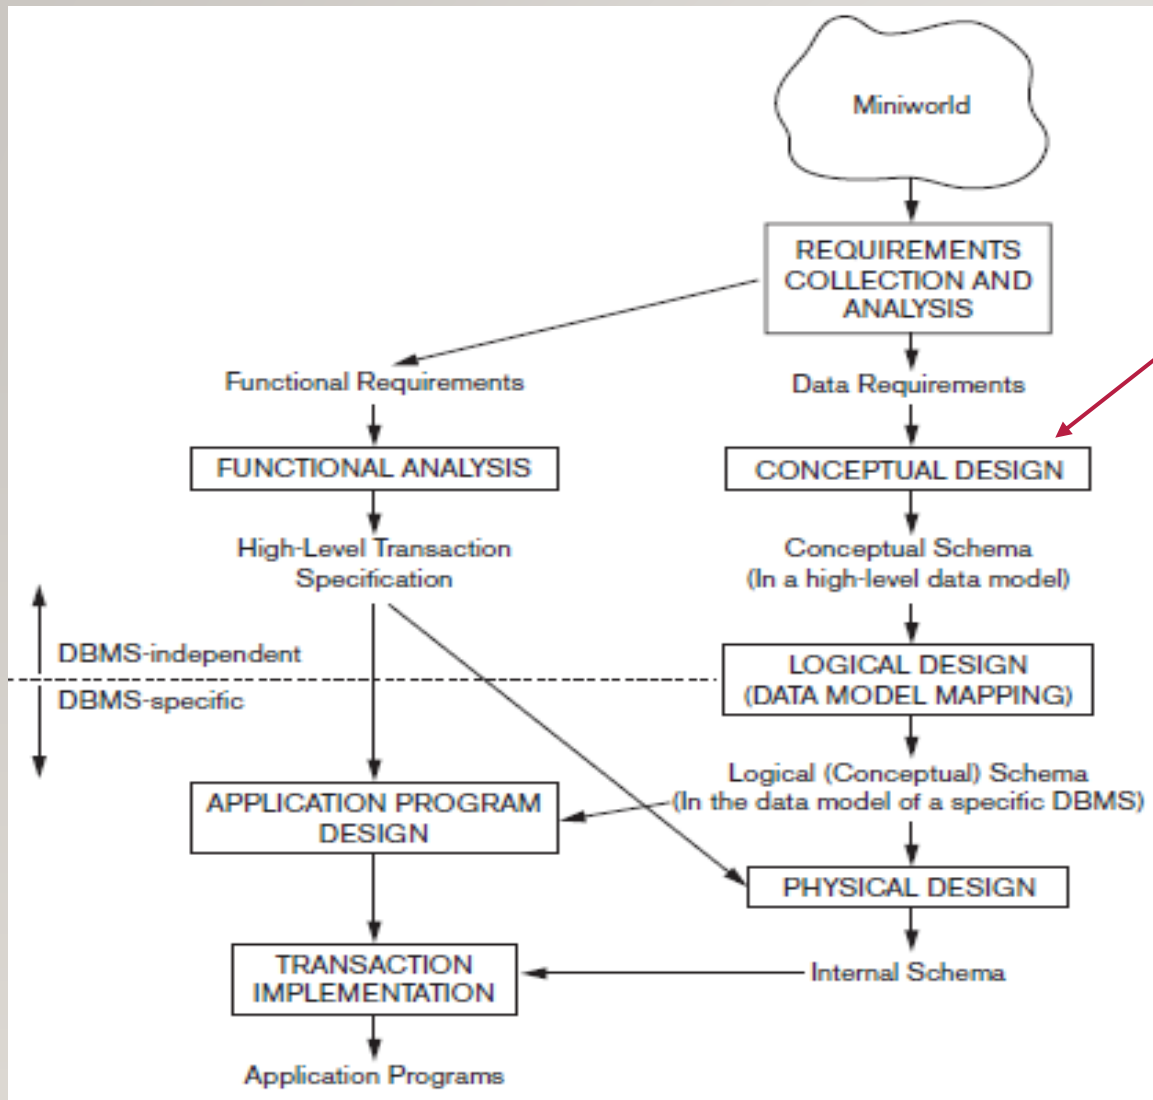 Miniworld
REQUIREMENTS
COLLECTION AND
ANALYSIS
Functional Requirements
Data Requirements
FUNCTIONAL ANALYSIS
CONCEPTUAL DESIGN
High-Level Transaction
Specification
Conceptual Schema
(In a high-level data model)
DBMS-independent
DBMS-specific
LOGICAL DESIGN
(DATA MODEL MAPPING)
Logical (Conceptual) Schema
(In the data model of a specific DBMS)
APPLICATION PROGRAM
DESIGN
PHYSICAL DESIGN
TRANSACTION
IMPLEMENTATION
Internal Schema
Application Programs